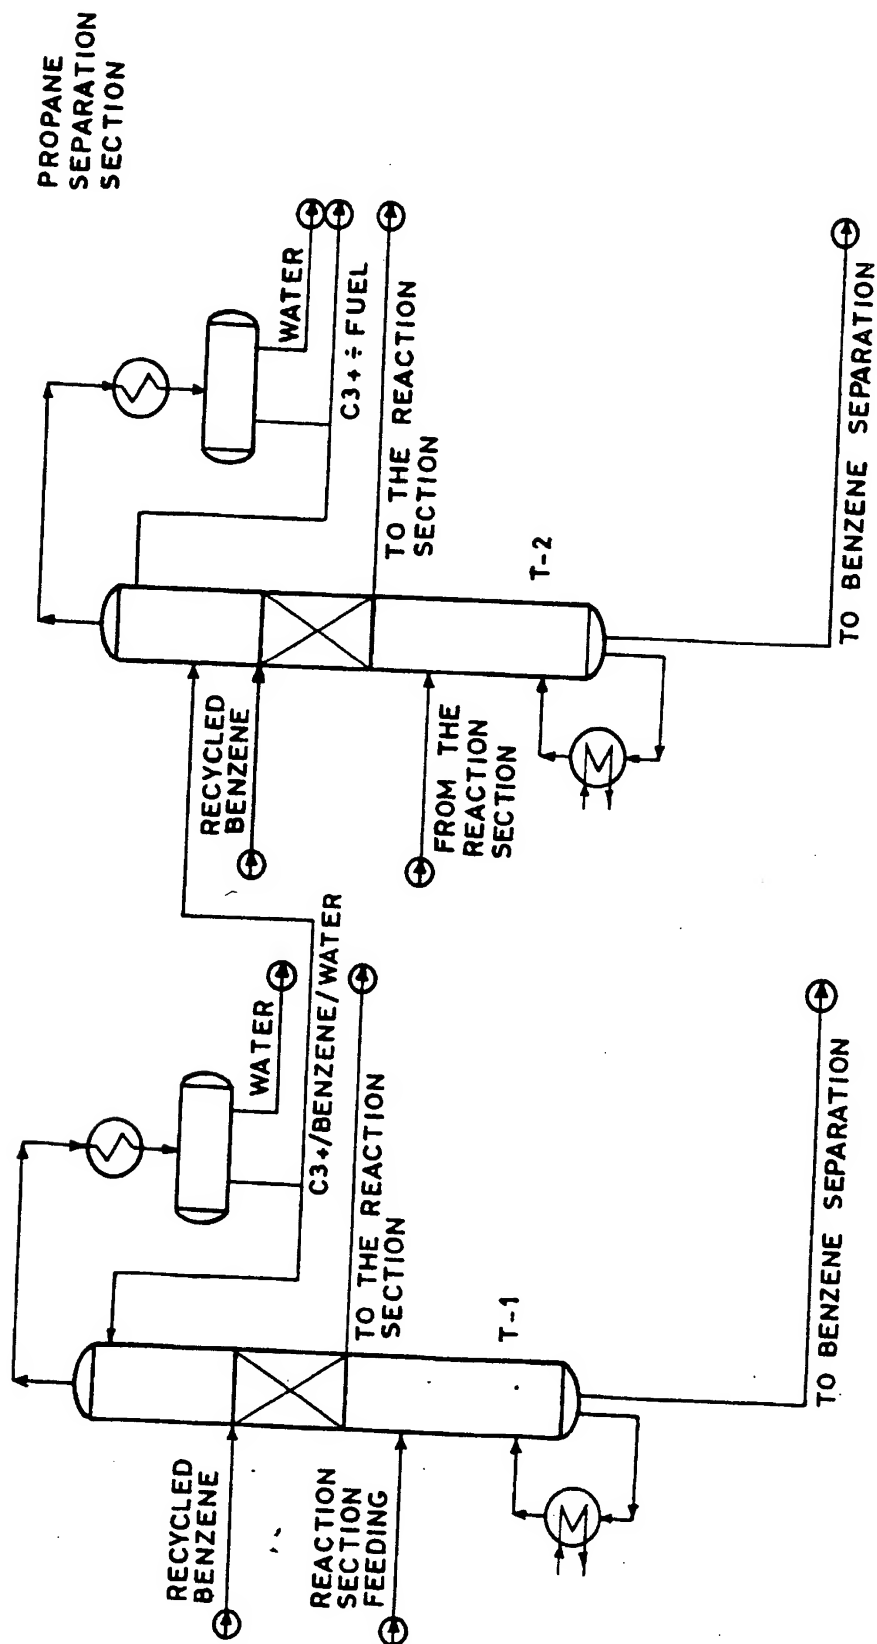 PROPANE
SEPARATION
SECTION
WATER
C3+÷FUEL
TO THE REACTION
SECTION
T-2
TO BENZENE SEPARATION
RECYCLED
BENZENE
FROM THE
REACTION
SECTION
WATER
C3+/BENZENE/WATER
TO THE REACTION
SECTION
T-1
TO BENZENE SEPARATION
RECYCLED
BENZENE
REACTION
SECTION
FEEDING